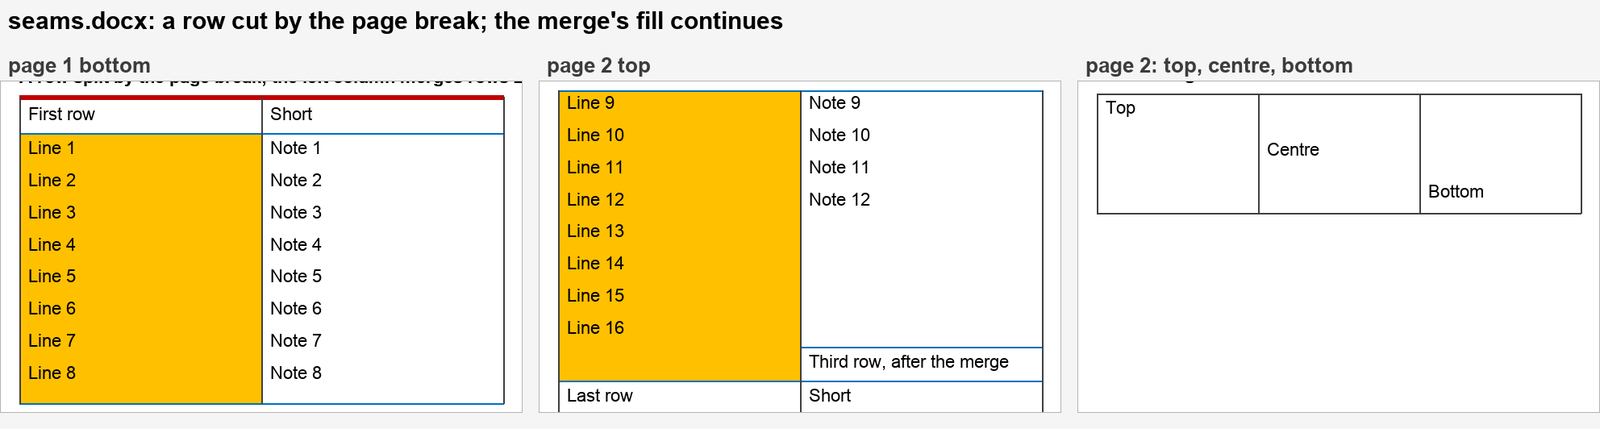 seams.docx: a row cut by the page break; the merge's fill continues
page 1 bottom
First row
Short
Line 1
Note 1
Line 2
Note 2
Line 3
Note 3
Line 4
Note 4
Line 5
Note 5
Line 6
Note 6
Line 7
Note 7
Line 8
Note 8
page 2 top
Line 9
Note 9
Line 10
Note 10
Line 11
Note 11
Line 12
Note 12
Line 13
Line 14
Line 15
Line 16
Third row, after the merge
Last row
Short
page 2: top, centre, bottom
Top
Centre
Bottom